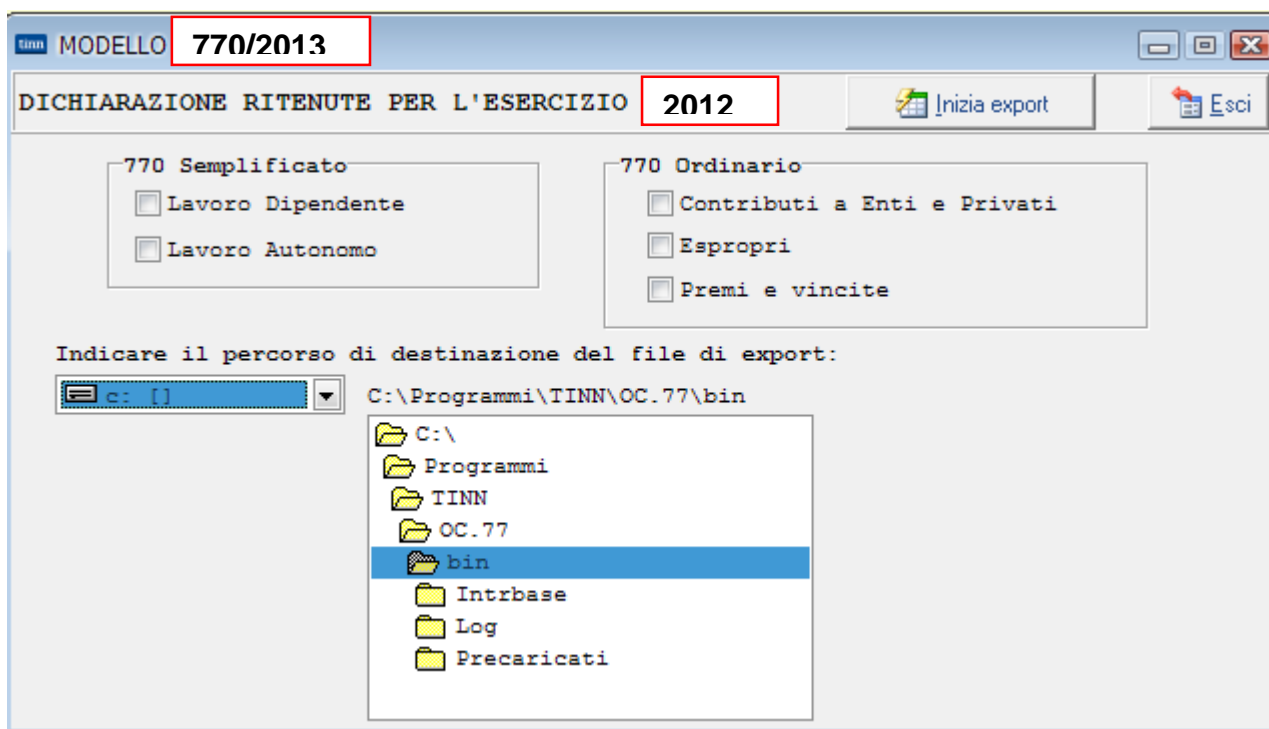 tinn MODELLO 770/2013
DICHIARAZIONE RITENUTE PER L'ESERCIZIO 2012 Inizia export Esci
770 Semplificato 770 Ordinario
Lavoro Dipendente Contributi a Enti e Privati
Lavoro Autonomo Espropri
Premi e vincite
Indicare il percorso di destinazione del file di export:
c: [] C:\Programmi\TINN\OC.77\bin
C:\
Programmi
TINN
OC.77
bin
Intrbase
Log
Precaricati